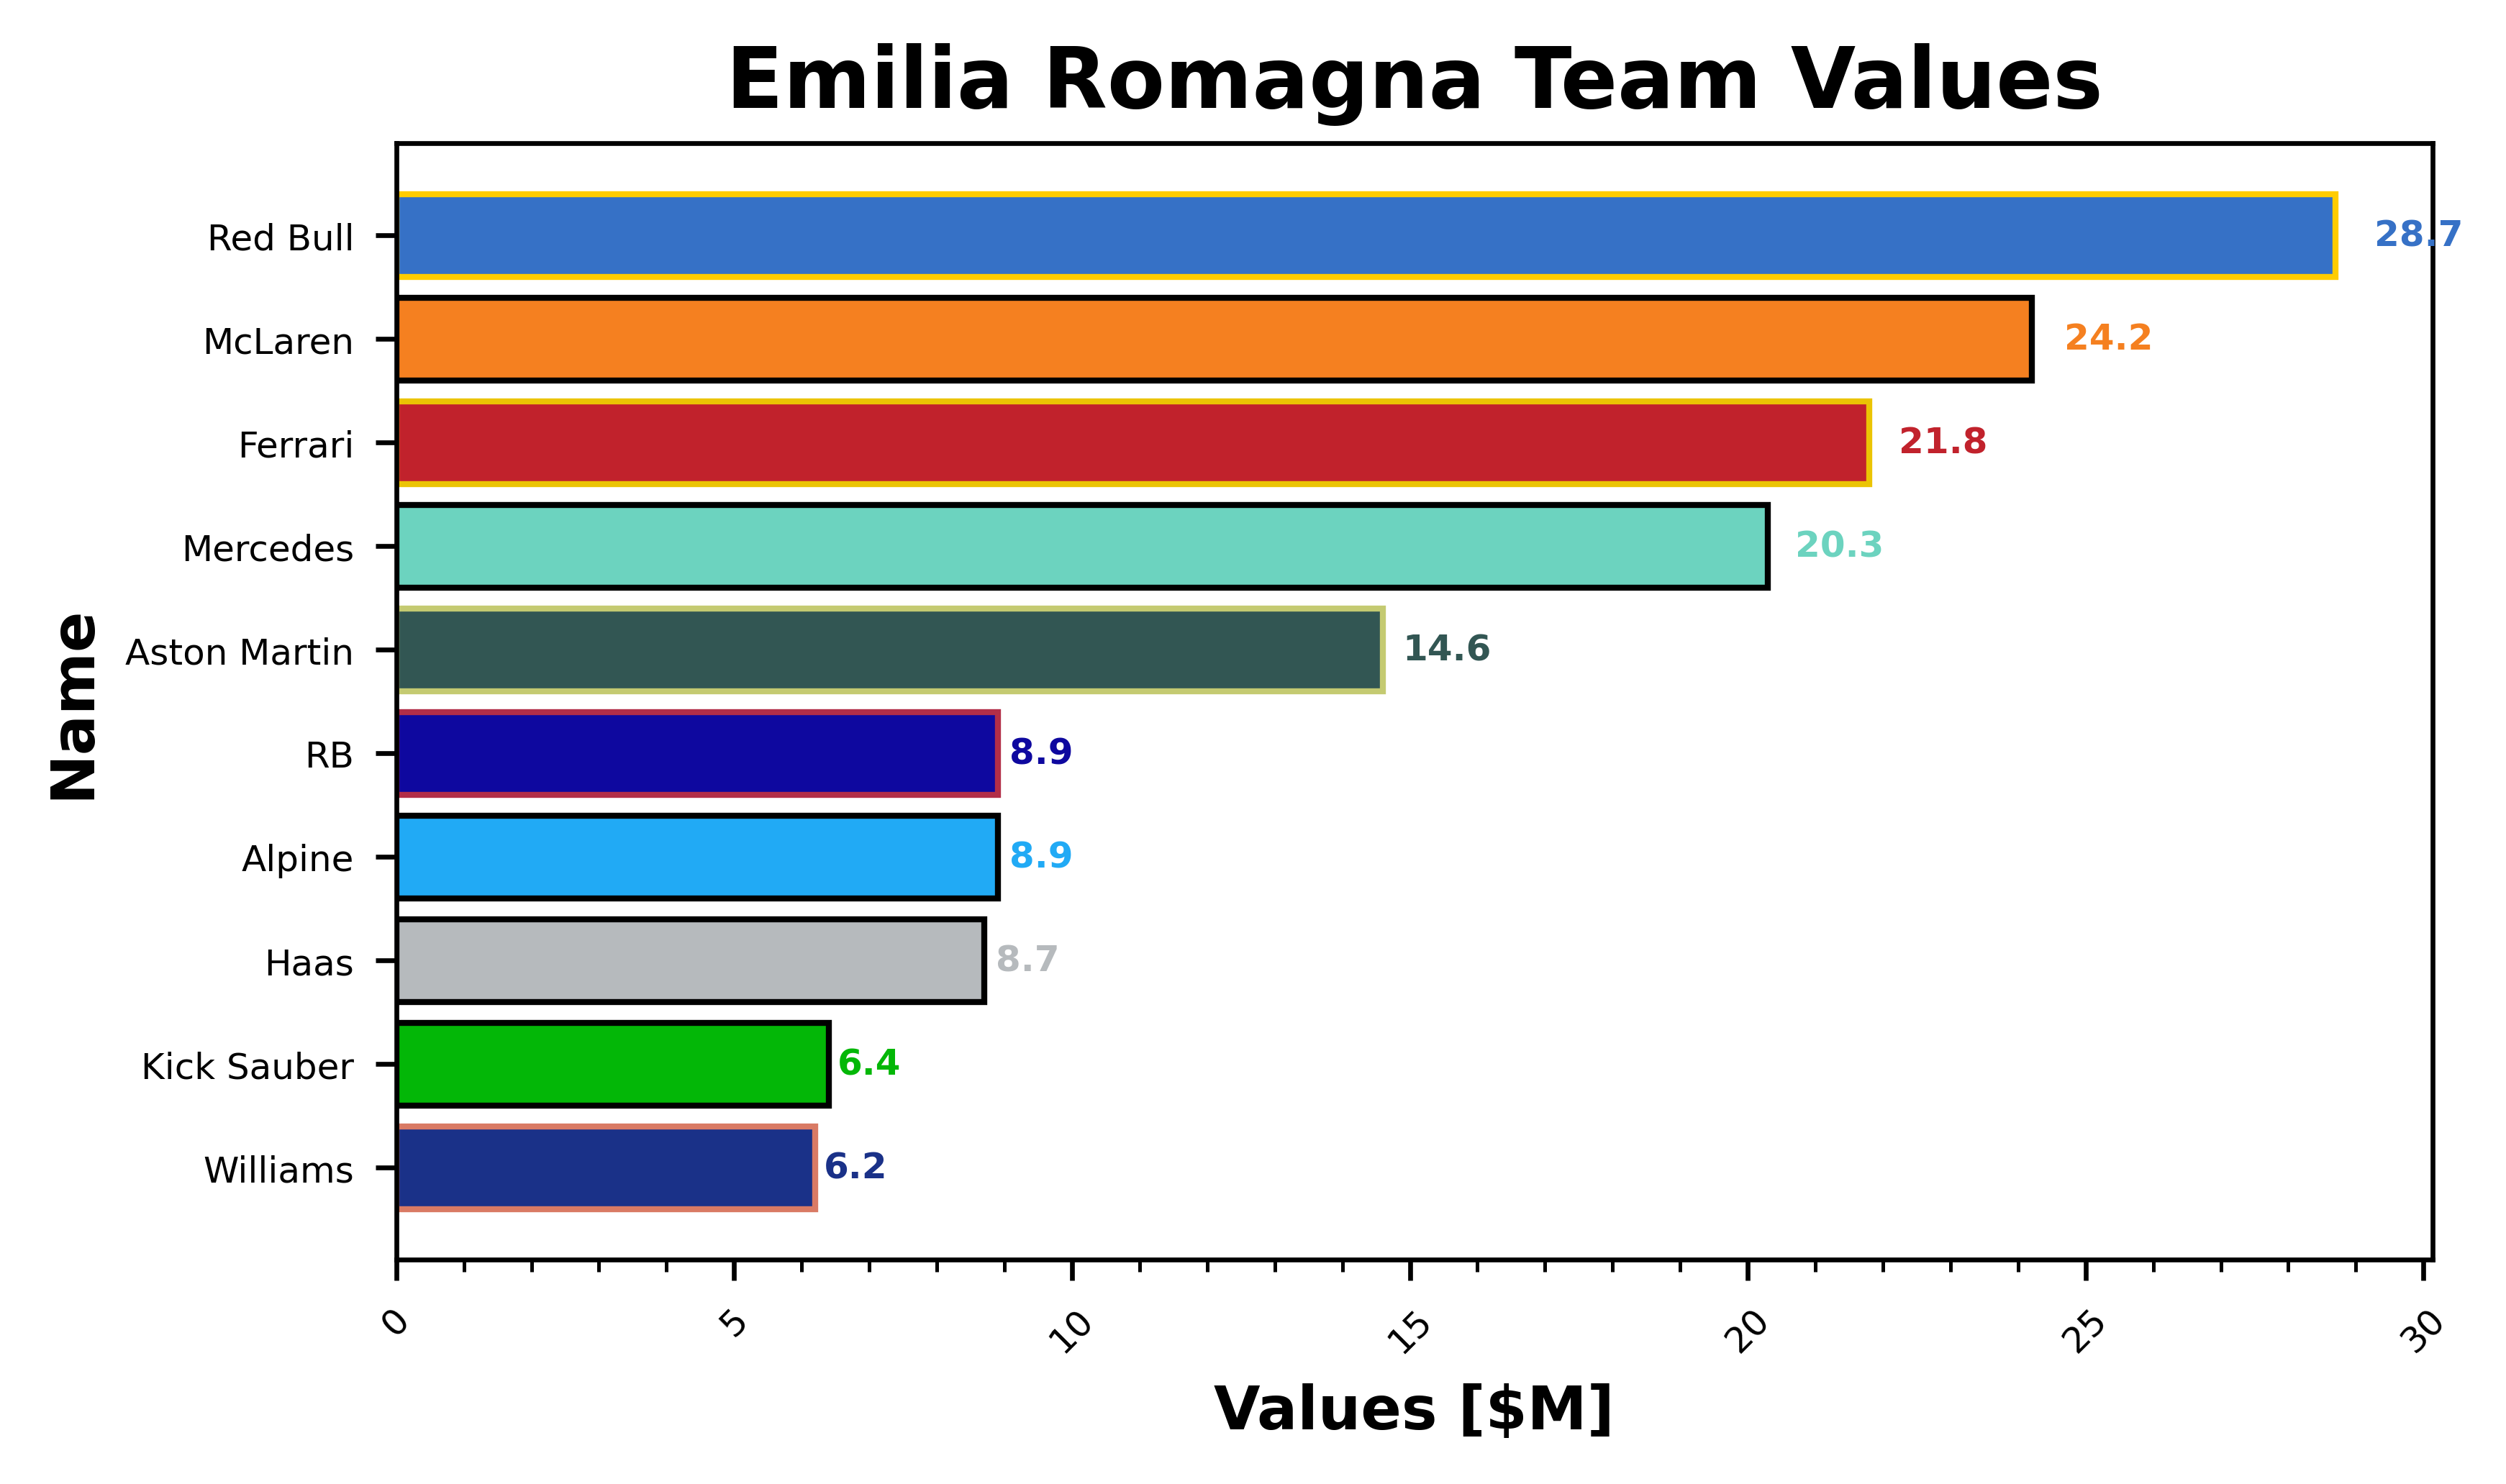 Emilia Romagna Team Values
Red Bull 28.7
McLaren 24.2
Ferrari 21.8
Mercedes 20.3
Aston Martin 14.6
RB 8.9
Alpine 8.9
Haas 8.7
Kick Sauber 6.4
Williams 6.2
Name
0 5 10 15 20 25 30
Values [$M]